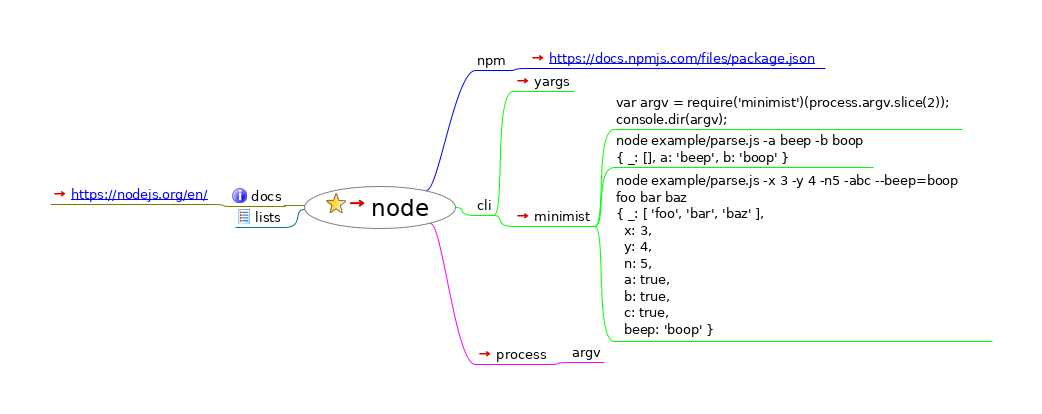 node
docs
https://nodejs.org/en/
lists
npm
https://docs.npmjs.com/files/package.json
cli
yargs
minimist
var argv = require('minimist')(process.argv.slice(2));
console.dir(argv);
node example/parse.js -a beep -b boop
{ _: [], a: 'beep', b: 'boop' }
node example/parse.js -x 3 -y 4 -n5 -abc --beep=boop
foo bar baz
{ _: [ 'foo', 'bar', 'baz' ],
  x: 3,
  y: 4,
  n: 5,
  a: true,
  b: true,
  c: true,
  beep: 'boop' }
process
argv